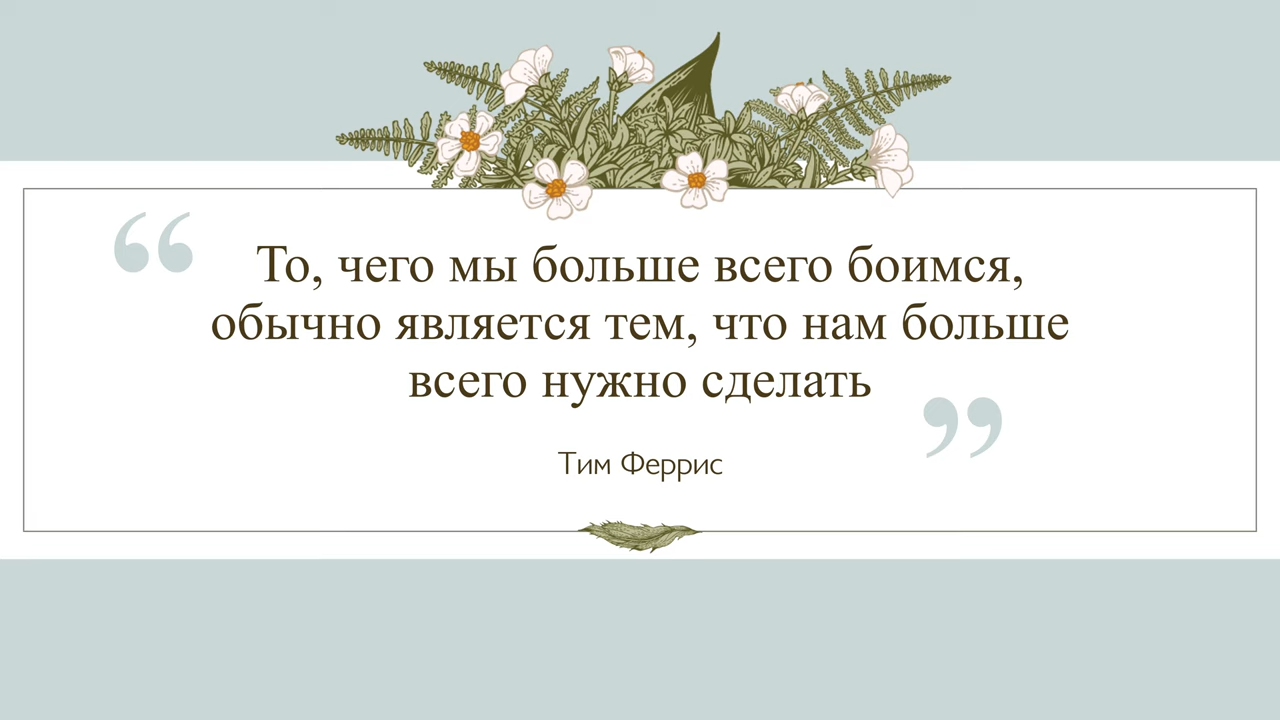 “
То, чего мы больше всего боимся,
обычно является тем, что нам больше
всего нужно сделать
”
Тим Феррис